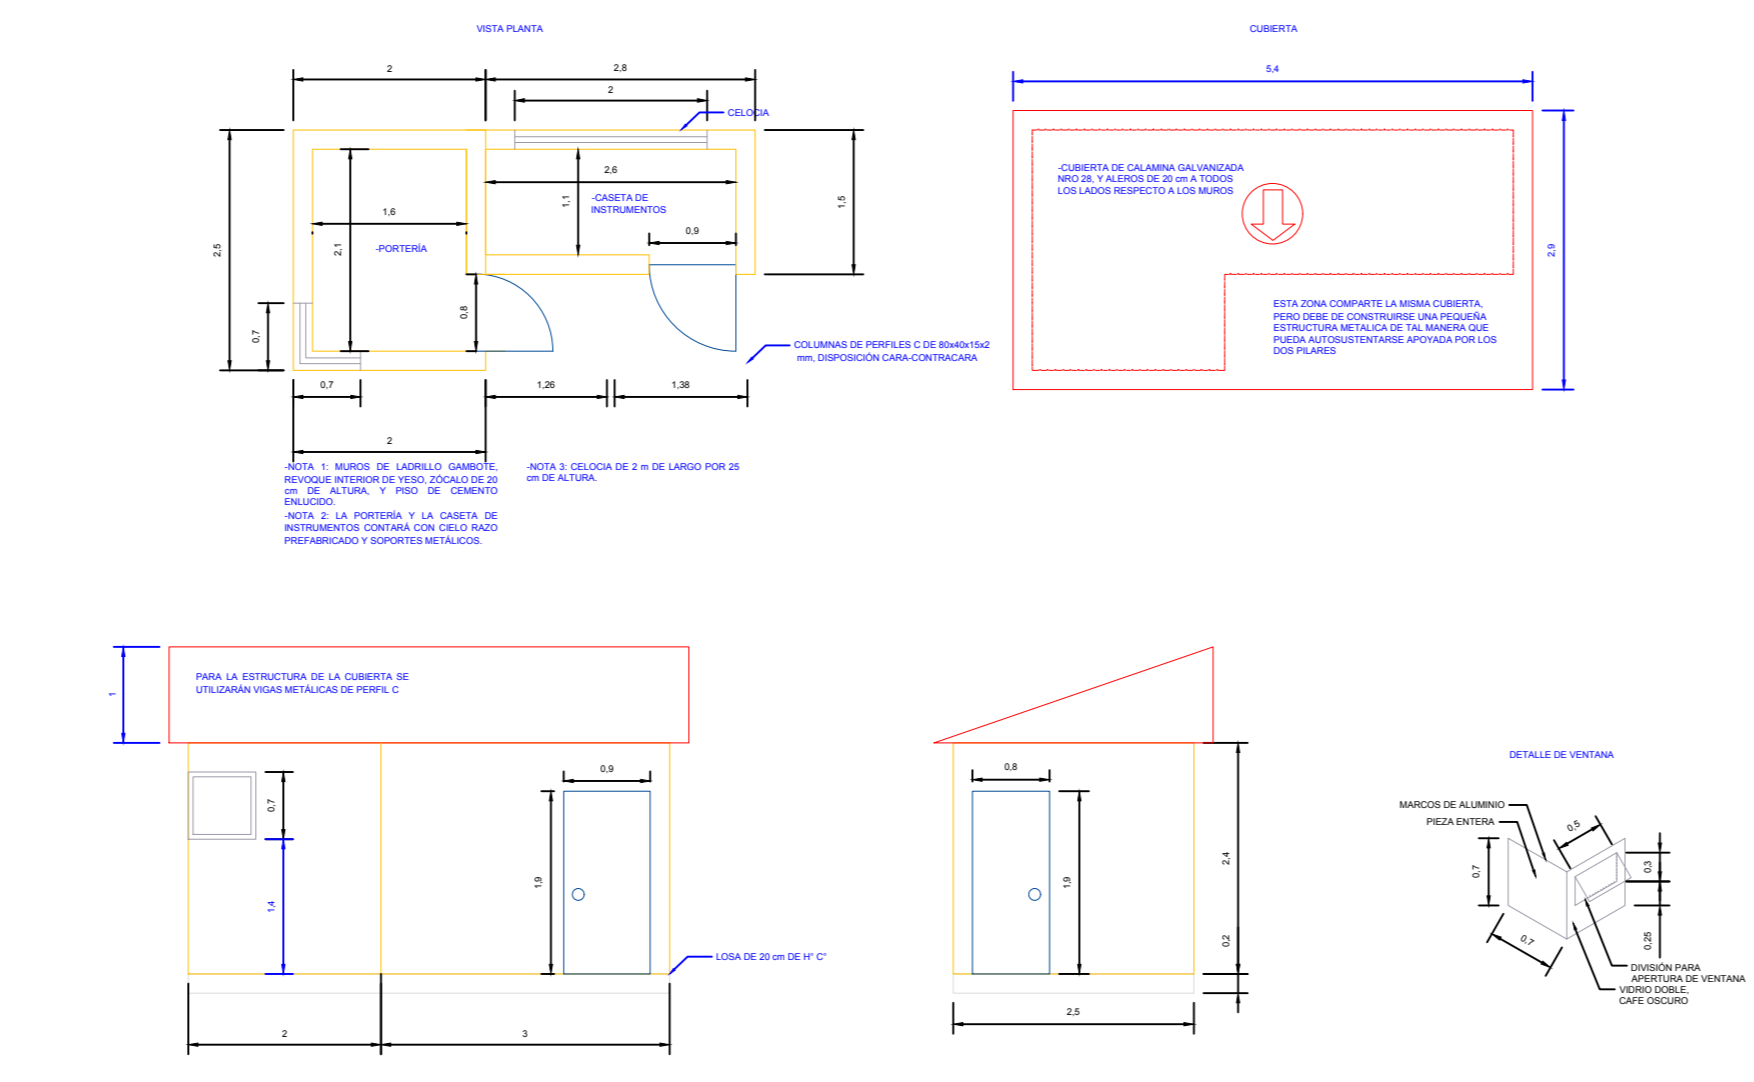 VISTA PLANTA
CUBIERTA
2
2,8
2
CELOCIA
5,4
2,5
2,1
1,6
-PORTERÍA
2,6
1,1
-CASETA DE
INSTRUMENTOS
0,9
1,5
0,8
0,7
0,7
1,26
1,38
2
COLUMNAS DE PERFILES C DE 80x40x15x2
mm, DISPOSICIÓN CARA-CONTRACARA
-CUBIERTA DE CALAMINA GALVANIZADA
NRO 28, Y ALEROS DE 20 cm A TODOS
LOS LADOS RESPECTO A LOS MUROS
2,9
ESTA ZONA COMPARTE LA MISMA CUBIERTA,
PERO DEBE DE CONSTRUIRSE UNA PEQUEÑA
ESTRUCTURA METALICA DE TAL MANERA QUE
PUEDA AUTOSUSTENTARSE APOYADA POR LOS
DOS PILARES
-NOTA 1: MUROS DE LADRILLO GAMBOTE,
REVOQUE INTERIOR DE YESO, ZÓCALO DE 20
cm DE ALTURA, Y PISO DE CEMENTO
ENLUCIDO.
-NOTA 2: LA PORTERÍA Y LA CASETA DE
INSTRUMENTOS CONTARÁ CON CIELO RAZO
PREFABRICADO Y SOPORTES METÁLICOS.
-NOTA 3: CELOCIA DE 2 m DE LARGO POR 25
cm DE ALTURA.
1
PARA LA ESTRUCTURA DE LA CUBIERTA SE
UTILIZARÁN VIGAS METÁLICAS DE PERFIL C
0,7
1,4
0,9
1,9
LOSA DE 20 cm DE H° C°
2
3
0,8
1,9
2,4
0,2
2,5
DETALLE DE VENTANA
MARCOS DE ALUMINIO
PIEZA ENTERA
0,5
0,7
0,3
0,25
0,7
DIVISIÓN PARA
APERTURA DE VENTANA
VIDRIO DOBLE,
CAFE OSCURO